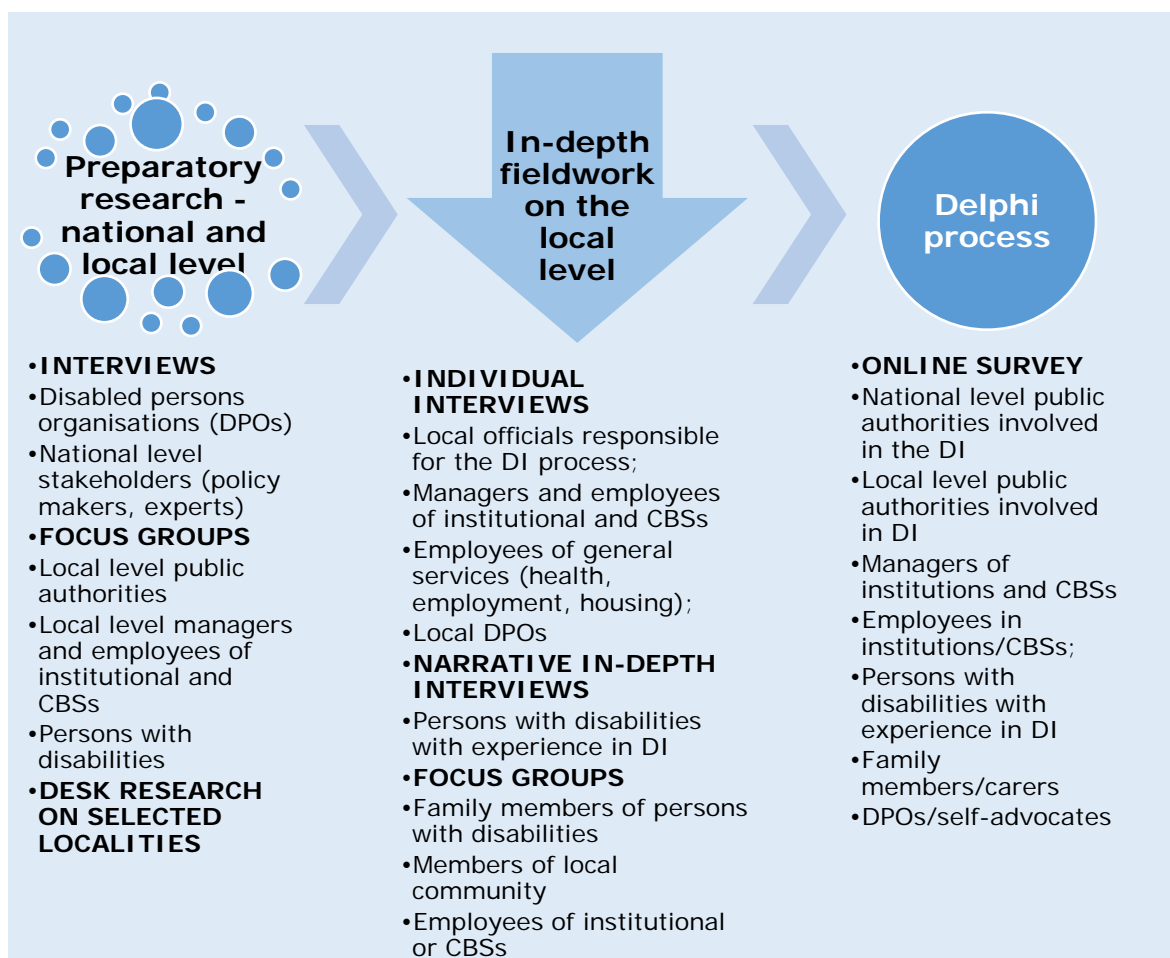 Preparatory
research -
national and
local level
•INTERVIEWS
•Disabled persons
organisations (DPOs)
•National level
stakeholders (policy
makers, experts)
•FOCUS GROUPS
•Local level public
authorities
•Local level managers
and employees of
institutional and
CBSs
•Persons with
disabilities
•DESK RESEARCH
ON SELECTED
LOCALITIES
In-depth
fieldwork
on the
local
level
•INDIVIDUAL
INTERVIEWS
•Local officials responsible
for the DI process;
•Managers and employees
of institutional and CBSs
•Employees of general
services (health,
employment, housing);
•Local DPOs
•NARRATIVE IN-DEPTH
INTERVIEWS
•Persons with disabilities
with experience in DI
•FOCUS GROUPS
•Family members of persons
with disabilities
•Members of local
community
•Employees of institutional
or CBSs
Delphi
process
•ONLINE SURVEY
•National level public
authorities involved
in the DI
•Local level public
authorities involved
in DI
•Managers of
institutions and CBSs
•Employees in
institutions/CBSs;
•Persons with
disabilities with
experience in DI
•Family
members/carers
•DPOs/self-advocates